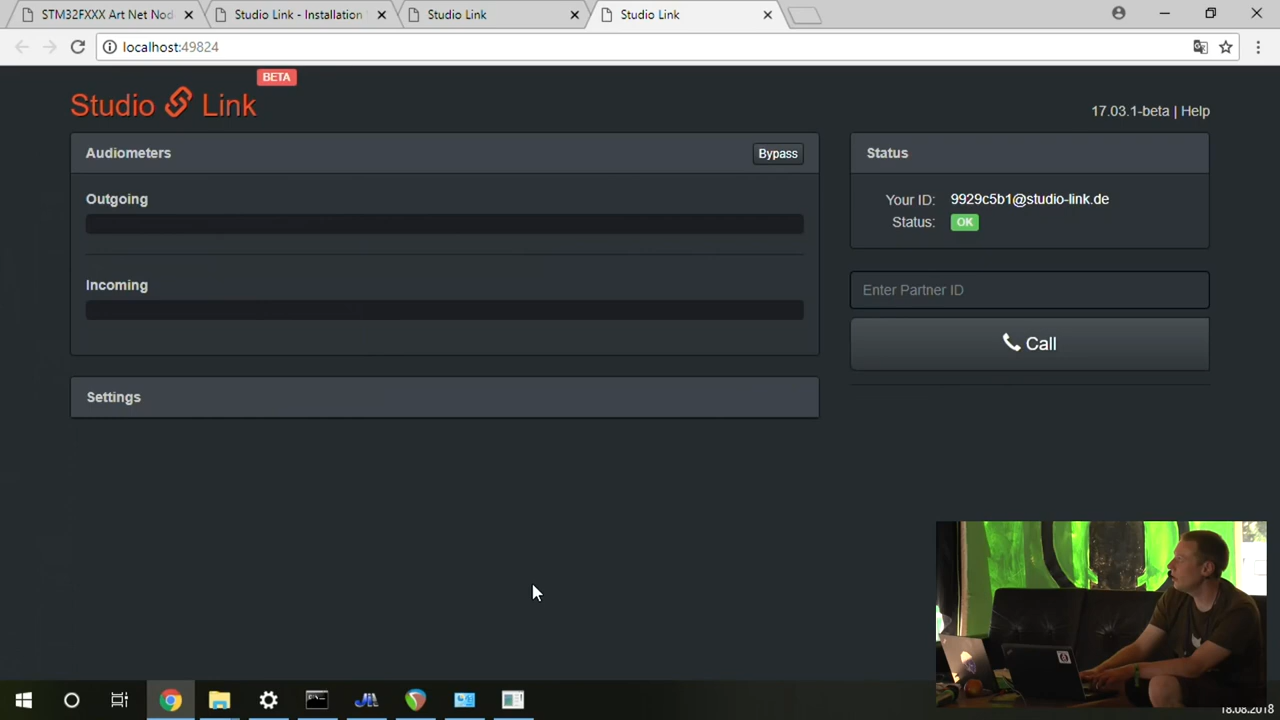 STM32FXXX Art Net Nod
Studio Link - Installation
Studio Link
Studio Link
localhost:49824
BETA
Studio Link
17.03.1-beta | Help
Audiometers
Bypass
Status
Outgoing
Your ID: 9929c5b1@studio-link.de
Status: OK
Incoming
Enter Partner ID
Call
Settings
18.08.2018